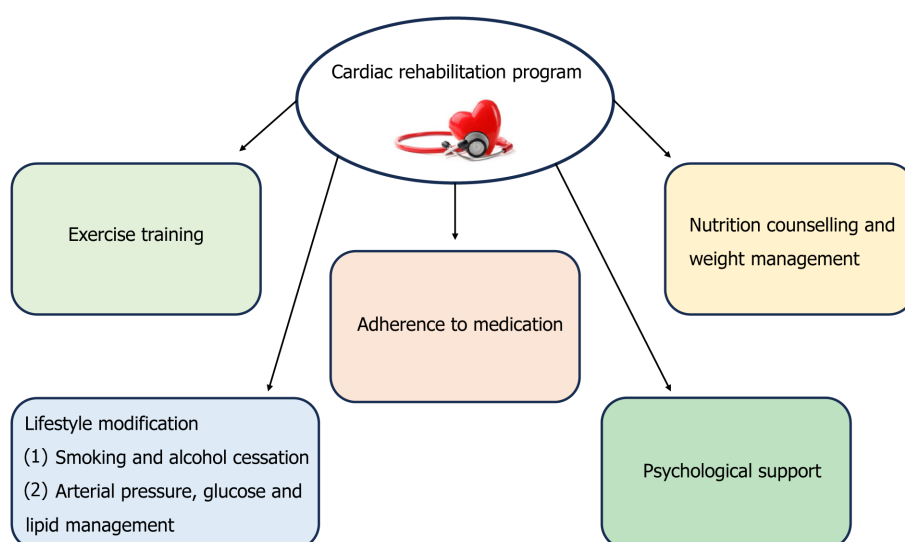 Cardiac rehabilitation program
Exercise training
Nutrition counselling and
weight management
Adherence to medication
Lifestyle modification
(1) Smoking and alcohol cessation
(2) Arterial pressure, glucose and
lipid management
Psychological support